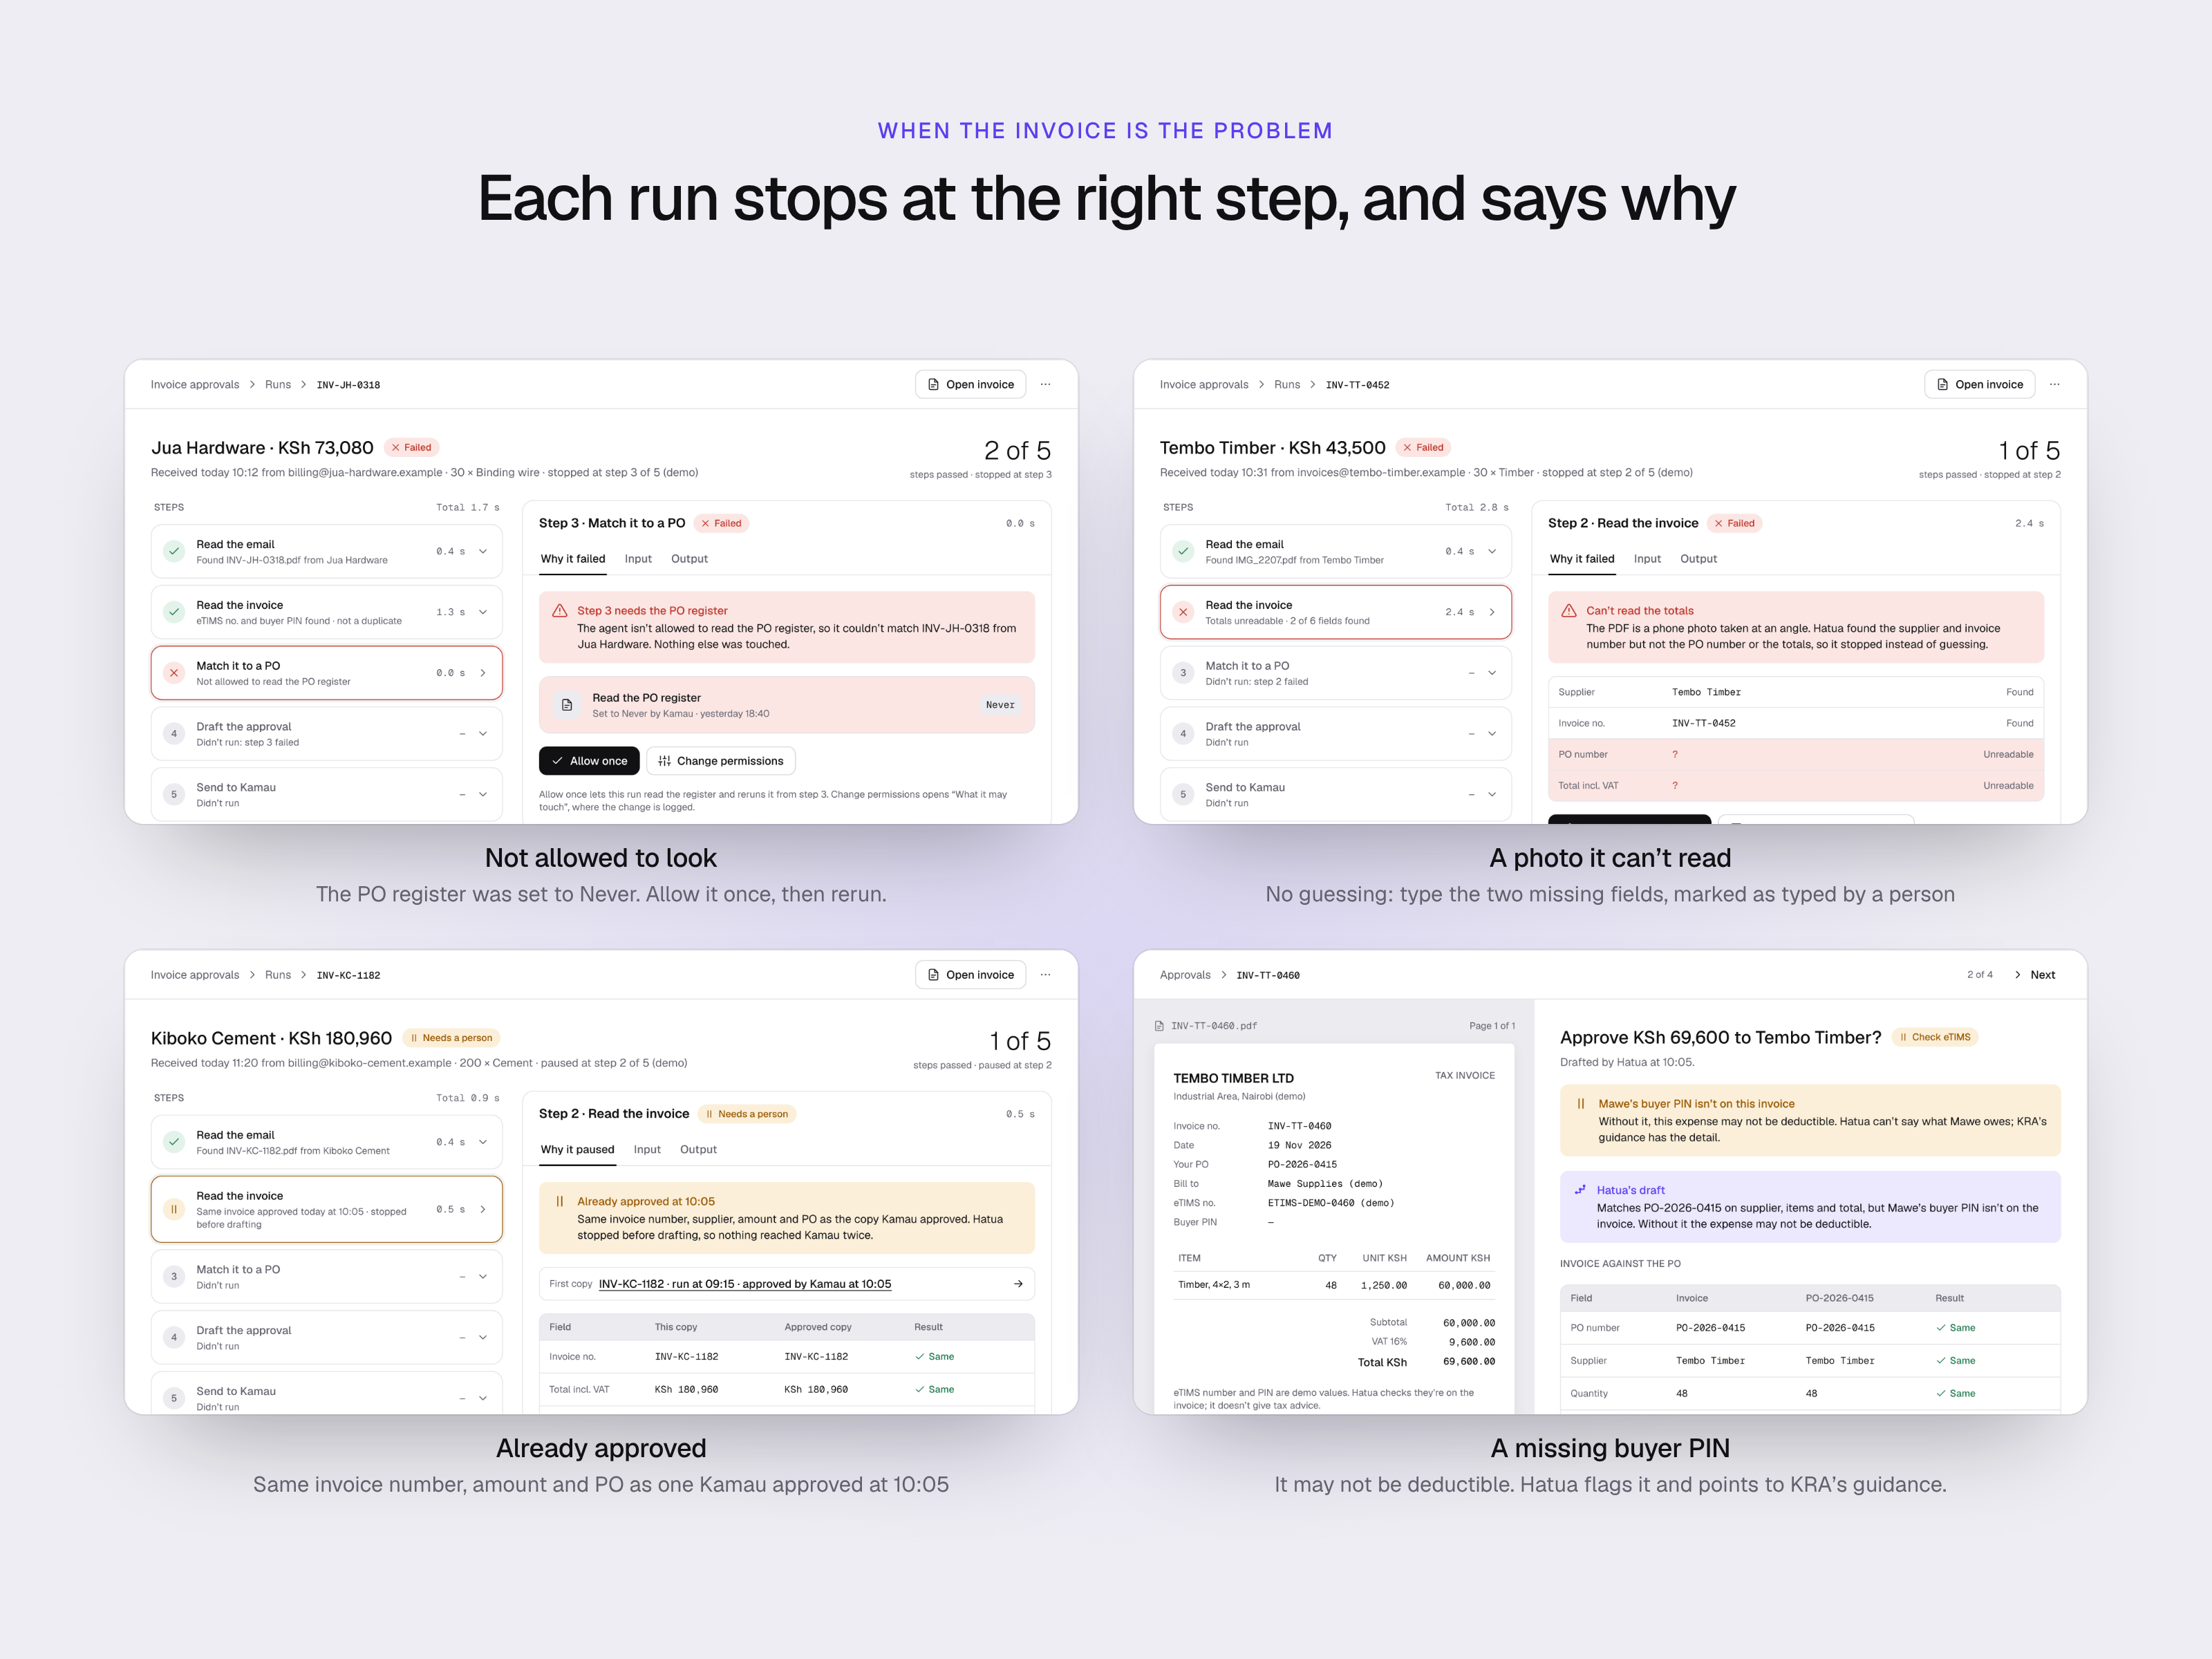 WHEN THE INVOICE IS THE PROBLEM
Each run stops at the right step, and says why
Invoice approvals > Runs > INV-JH-0318
Open invoice
Jua Hardware · KSh 73,080
Failed
2 of 5
Received today 10:12 from billing@jua-hardware.example · 30 × Binding wire · stopped at step 3 of 5 (demo)
steps passed · stopped at step 3
STEPS
Total 1.7 s
Read the email
Found INV-JH-0318.pdf from Jua Hardware
0.4 s
Read the invoice
eTIMS no. and buyer PIN found · not a duplicate
1.3 s
Match it to a PO
Not allowed to read the PO register
0.0 s
4
Draft the approval
Didn't run: step 3 failed
–
5
Send to Kamau
Didn't run
–
Step 3 · Match it to a PO
Failed
0.0 s
Why it failed
Input
Output
Step 3 needs the PO register
The agent isn't allowed to read the PO register, so it couldn't match INV-JH-0318 from
Jua Hardware. Nothing else was touched.
Read the PO register
Set to Never by Kamau · yesterday 18:40
Never
Allow once
Change permissions
Allow once lets this run read the register and reruns it from step 3. Change permissions opens “What it may
touch”, where the change is logged.
Not allowed to look
The PO register was set to Never. Allow it once, then rerun.
Invoice approvals > Runs > INV-TT-0452
Open invoice
Tembo Timber · KSh 43,500
Failed
1 of 5
Received today 10:31 from invoices@tembo-timber.example · 30 × Timber · stopped at step 2 of 5 (demo)
steps passed · stopped at step 2
STEPS
Total 2.8 s
Read the email
Found IMG_2207.pdf from Tembo Timber
0.4 s
Read the invoice
Totals unreadable · 2 of 6 fields found
2.4 s
3
Match it to a PO
Didn't run: step 2 failed
–
4
Draft the approval
Didn't run
–
5
Send to Kamau
Didn't run
–
Step 2 · Read the invoice
Failed
2.4 s
Why it failed
Input
Output
Can't read the totals
The PDF is a phone photo taken at an angle. Hatua found the supplier and invoice
number but not the PO number or the totals, so it stopped instead of guessing.
Supplier Tembo Timber Found
Invoice no. INV-TT-0452 Found
PO number ? Unreadable
Total incl. VAT ? Unreadable
A photo it can't read
No guessing: type the two missing fields, marked as typed by a person
Invoice approvals > Runs > INV-KC-1182
Open invoice
Kiboko Cement · KSh 180,960
Needs a person
1 of 5
Received today 11:20 from billing@kiboko-cement.example · 200 × Cement · paused at step 2 of 5 (demo)
steps passed · paused at step 2
STEPS
Total 0.9 s
Read the email
Found INV-KC-1182.pdf from Kiboko Cement
0.4 s
Read the invoice
Same invoice approved today at 10:05 · stopped
before drafting
0.5 s
3
Match it to a PO
Didn't run
–
4
Draft the approval
Didn't run
–
5
Send to Kamau
Didn't run
–
Step 2 · Read the invoice
Needs a person
0.5 s
Why it paused
Input
Output
Already approved at 10:05
Same invoice number, supplier, amount and PO as the copy Kamau approved. Hatua
stopped before drafting, so nothing reached Kamau twice.
First copy INV-KC-1182 · run at 09:15 · approved by Kamau at 10:05
Field This copy Approved copy Result
Invoice no. INV-KC-1182 INV-KC-1182 Same
Total incl. VAT KSh 180,960 KSh 180,960 Same
Already approved
Same invoice number, amount and PO as one Kamau approved at 10:05
Approvals > INV-TT-0460
2 of 4
Next
INV-TT-0460.pdf
Page 1 of 1
TEMBO TIMBER LTD
TAX INVOICE
Industrial Area, Nairobi (demo)
Invoice no. INV-TT-0460
Date 19 Nov 2026
Your PO PO-2026-0415
Bill to Mawe Supplies (demo)
eTIMS no. ETIMS-DEMO-0460 (demo)
Buyer PIN –
ITEM QTY UNIT KSH AMOUNT KSH
Timber, 4×2, 3 m 48 1,250.00 60,000.00
Subtotal 60,000.00
VAT 16% 9,600.00
Total KSh 69,600.00
eTIMS number and PIN are demo values. Hatua checks they're on the
invoice; it doesn't give tax advice.
Approve KSh 69,600 to Tembo Timber?
Check eTIMS
Drafted by Hatua at 10:05.
Mawe's buyer PIN isn't on this invoice
Without it, this expense may not be deductible. Hatua can't say what Mawe owes; KRA's
guidance has the detail.
Hatua's draft
Matches PO-2026-0415 on supplier, items and total, but Mawe's buyer PIN isn't on the
invoice. Without it the expense may not be deductible.
INVOICE AGAINST THE PO
Field Invoice PO-2026-0415 Result
PO number PO-2026-0415 PO-2026-0415 Same
Supplier Tembo Timber Tembo Timber Same
Quantity 48 48 Same
A missing buyer PIN
It may not be deductible. Hatua flags it and points to KRA's guidance.